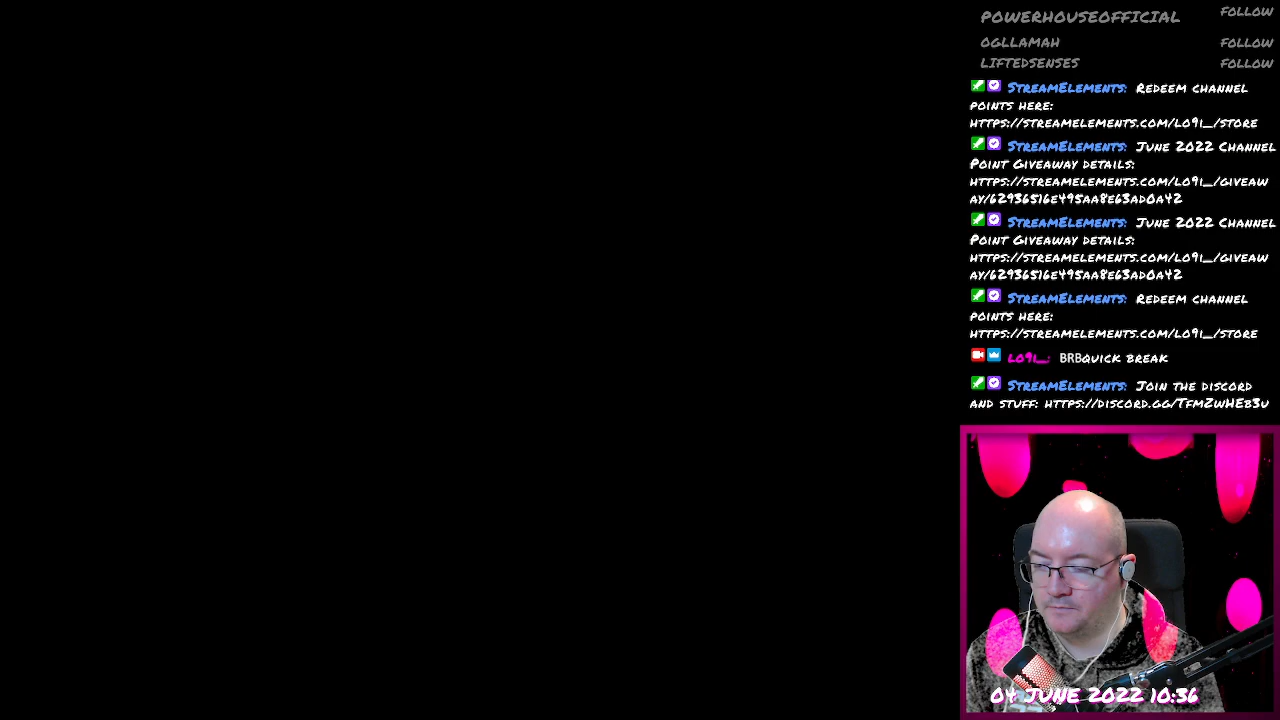 POWERHOUSEOFFICIAL FOLLOW
OGLLAMAH FOLLOW
LIFTEDSENSES FOLLOW
StreamElements: Redeem channel
points here:
https://streamelements.com/lo9i_/store
StreamElements: June 2022 Channel
Point Giveaway details:
https://streamelements.com/lo9i_/giveaw
ay/62936516e495aa8e63ad0a42
StreamElements: June 2022 Channel
Point Giveaway details:
https://streamelements.com/lo9i_/giveaw
ay/62936516e495aa8e63ad0a42
StreamElements: Redeem channel
points here:
https://streamelements.com/lo9i_/store
lo9i_: BRBquick break
StreamElements: Join the discord
and stuff: https://discord.gg/TfmZwHEb3u
04 JUNE 2022 10:36